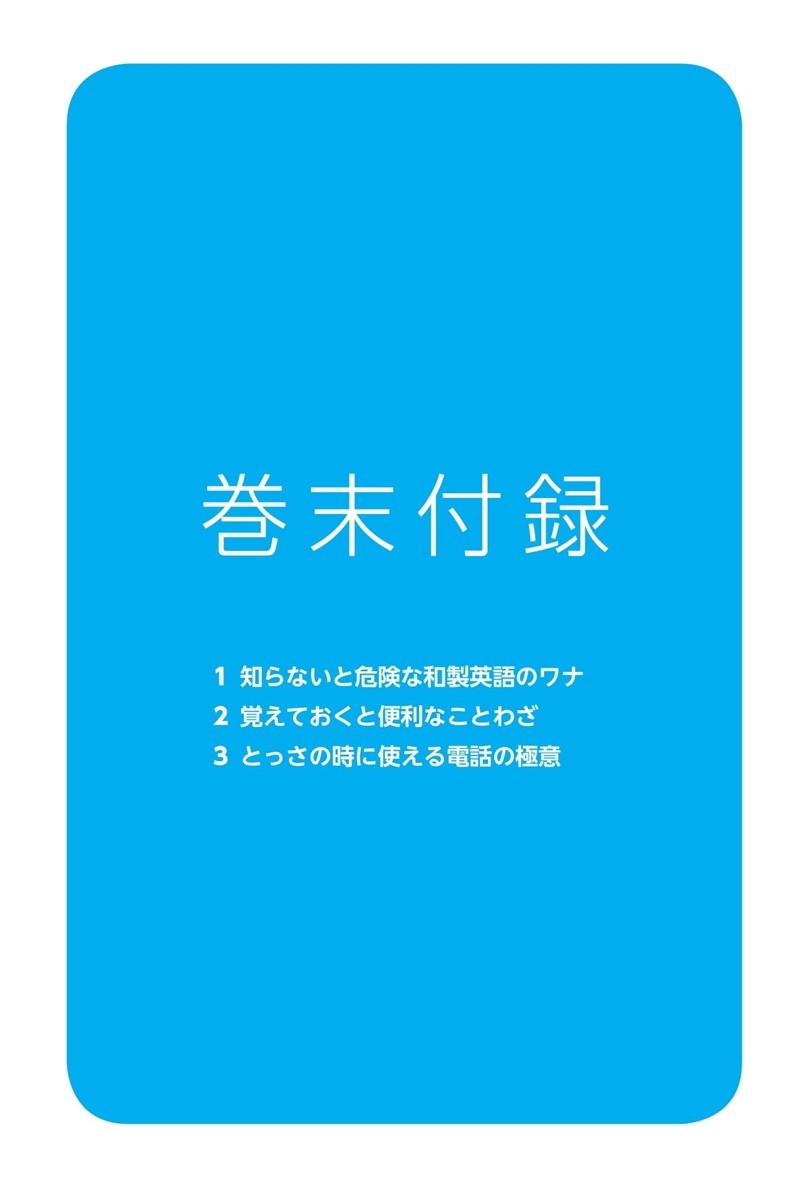 巻末付録
1 知らないと危険な和製英語のワナ
2 覚えておくと便利なことわざ
3 とっさの時に使える電話の極意